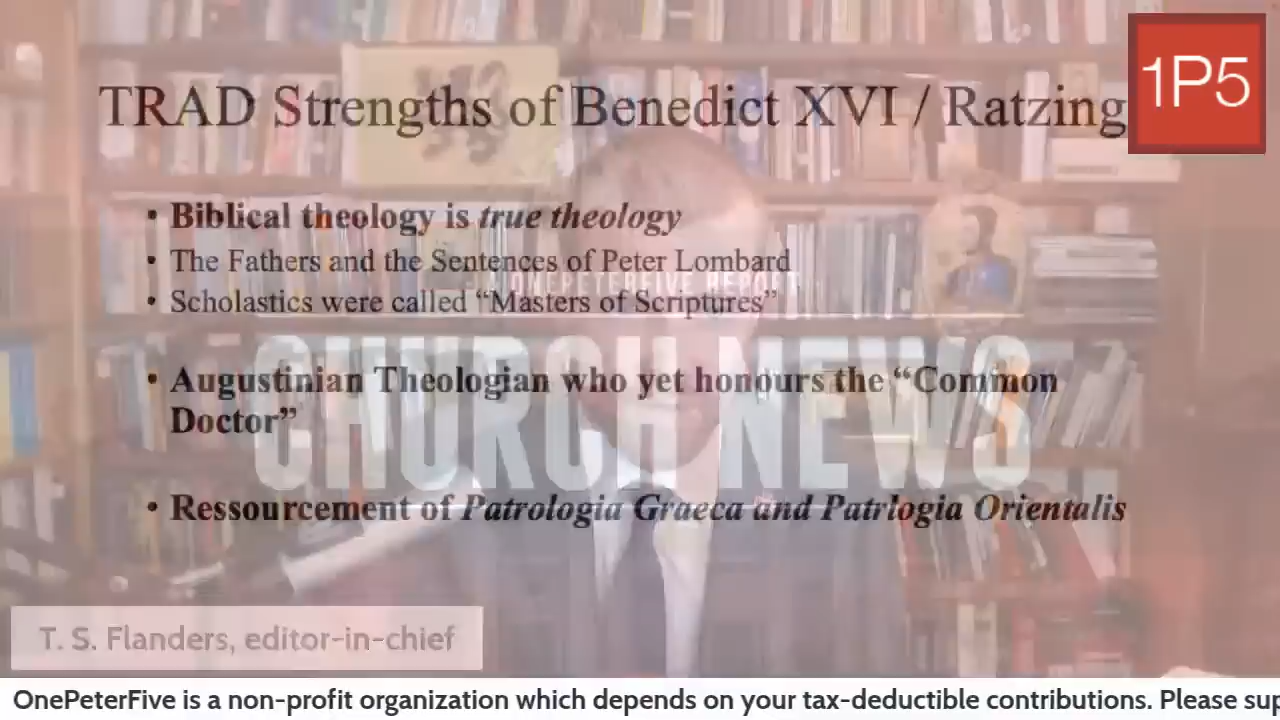 TRAD Strengths of Benedict XVI / Ratzing
1P5
• Biblical theology is true theology
• The Fathers and the Sentences of Peter Lombard
ONEPETERFIVE REPORT
• Scholastics were called “Masters of Scriptures”
CHURCH NEWS
• Augustinian Theologian who yet honours the “Common
Doctor”
• Ressourcement of Patrologia Graeca and Patrlogia Orientalis
T. S. Flanders, editor-in-chief
OnePeterFive is a non-profit organization which depends on your tax-deductible contributions. Please sup